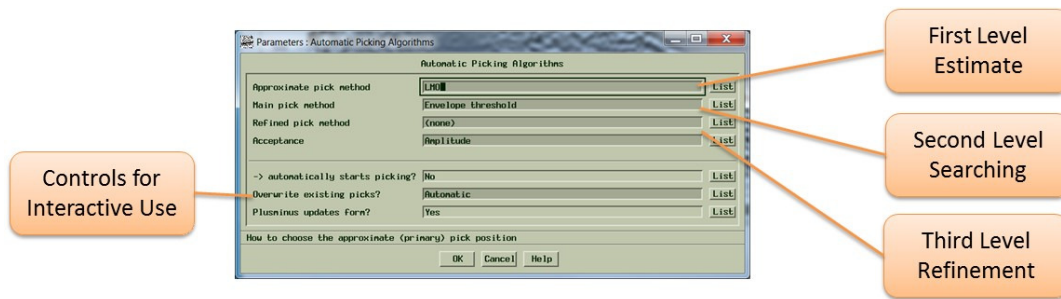 Parameters : Automatic Picking Algorithms
Automatic Picking Algorithms
Approximate pick method LMO List
Main pick method Envelope threshold List
Refined pick method (none) List
Acceptance Amplitude List
-> automatically starts picking? No List
Overwrite existing picks? Automatic List
Plusminus updates form? Yes List
How to choose the approximate (primary) pick position
OK Cancel Help
Controls for
Interactive Use
First Level
Estimate
Second Level
Searching
Third Level
Refinement